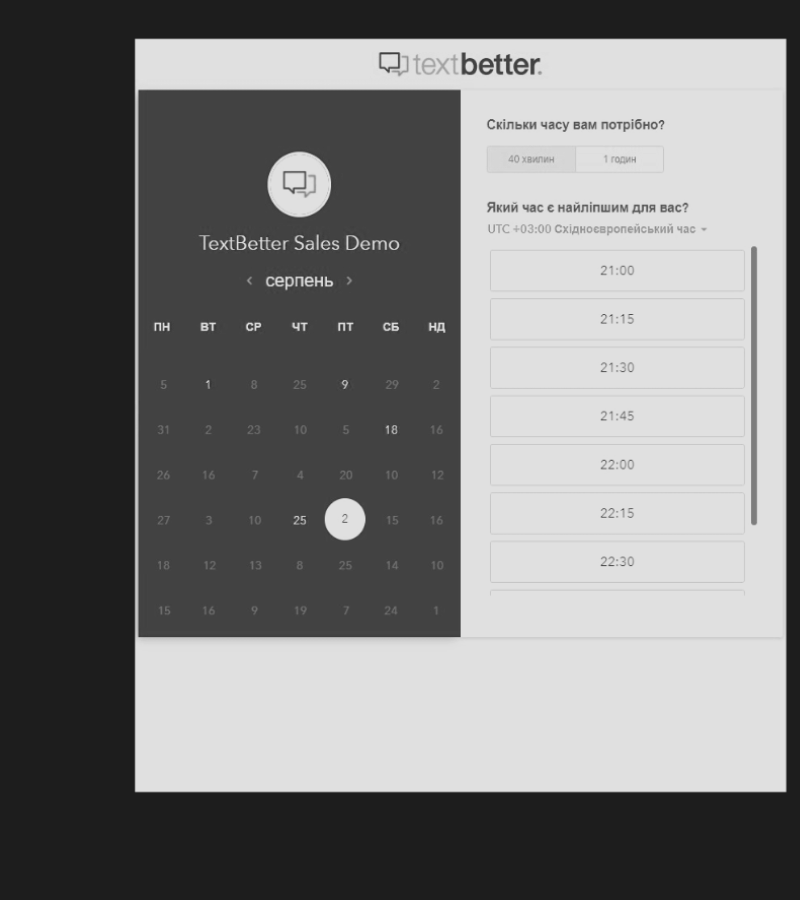 textbetter.
TextBetter Sales Demo
серпень
ПН ВТ СР ЧТ ПТ СБ НД
5 1 8 25 9 29 2
31 2 23 10 5 18 16
26 16 7 4 20 10 12
27 3 10 25 2 15 16
18 12 13 8 25 14 10
15 16 9 19 7 24 1
Скільки часу вам потрібно?
40 хвилин 1 годин
Який час є найліпшим для вас?
UTC +03:00 Східноєвропейський час
21:00
21:15
21:30
21:45
22:00
22:15
22:30